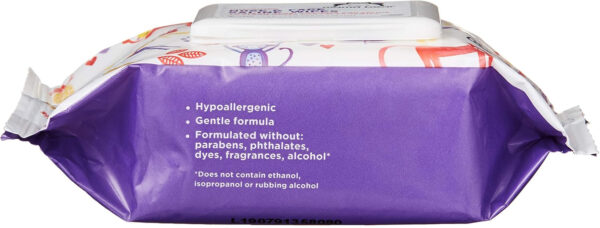 • Hypoallergenic
• Gentle formula
• Formulated without:
parabens, phthalates,
dyes, fragrances, alcohol*
*Does not contain ethanol,
isopropanol or rubbing alcohol